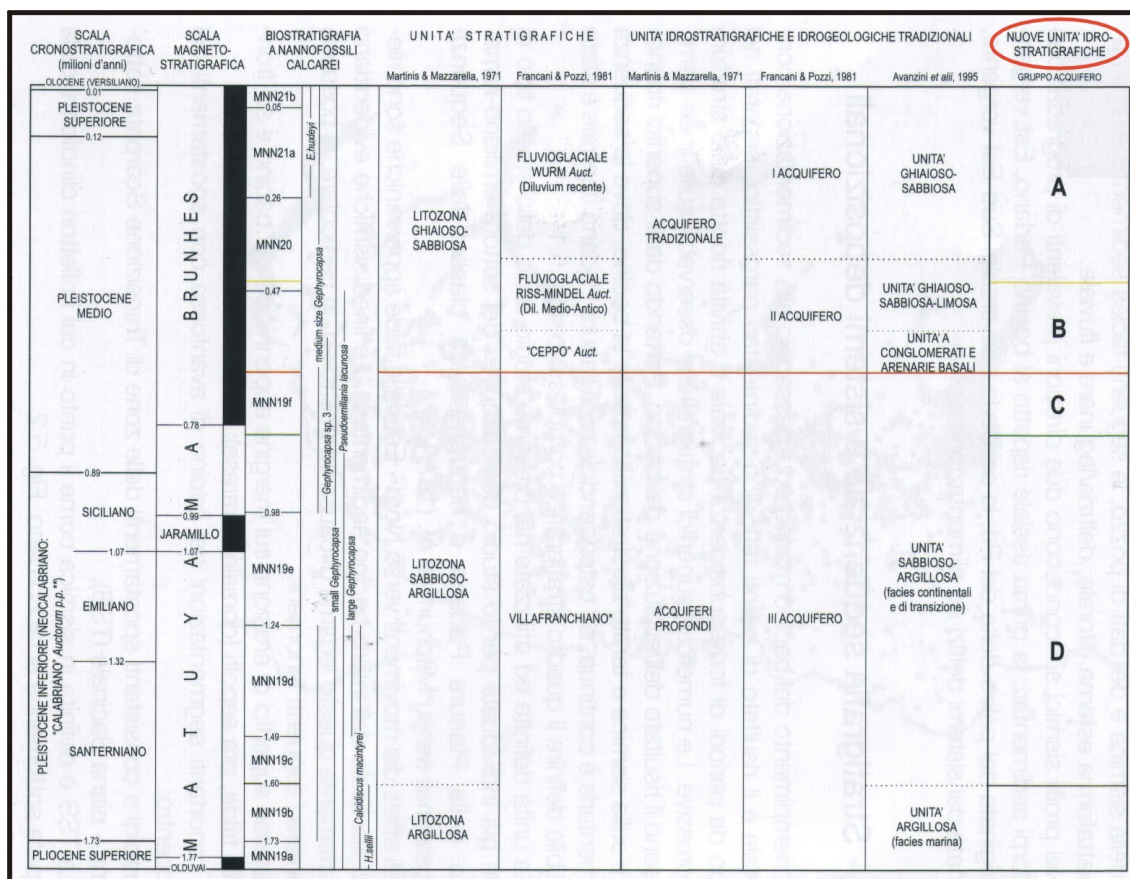 SCALA
CRONOSTRATIGRAFICA
(milioni d'anni)
SCALA
MAGNETO-
STRATIGRAFICA
BIOSTRATIGRAFIA
A NANNOFOSSILI
CALCAREI
UNITA' STRATIGRAFICHE
UNITA' IDROSTRATIGRAFICHE E IDROGEOLOGICHE TRADIZIONALI
NUOVE UNITA' IDRO-
STRATIGRAFICHE
Martinis & Mazzarella, 1971
Francani & Pozzi, 1981
Martinis & Mazzarella, 1971
Francani & Pozzi, 1981
Avanzini et alii, 1995
GRUPPO ACQUIFERO
OLOCENE (VERSILIANO)
0.01
PLEISTOCENE
SUPERIORE
0.12
PLEISTOCENE
MEDIO
0.89
SICILIANO
1.07
EMILIANO
1.32
SANTERNIANO
1.73
PLIOCENE SUPERIORE
PLEISTOCENE INFERIORE (NEOCALABRIANO:
"CALABRIANO" Auctorum p.p. **)
BRUNHES
0.78
MATUYAMA
0.99
JARAMILLO
1.07
1.77
OLDUVAI
MNN21b
0.05
MNN21a
0.26
MNN20
0.47
MNN19f
0.98
MNN19e
1.24
MNN19d
1.49
MNN19c
1.60
MNN19b
1.73
MNN19a
E.huxleyi
medium size Gephyrocapsa
Gephyrocapsa sp. 3
small Gephyrocapsa
Pseudoemiliania lacunosa
large Gephyrocapsa
Calcidiscus macintyrei
H.sellii
LITOZONA
GHIAIOSO-
SABBIOSA
LITOZONA
SABBIOSO-
ARGILLOSA
LITOZONA
ARGILLOSA
FLUVIOGLACIALE
WURM Auct.
(Diluvium recente)
FLUVIOGLACIALE
RISS-MINDEL Auct.
(Dil. Medio-Antico)
"CEPPO" Auct.
VILLAFRANCHIANO*
ACQUIFERO
TRADIZIONALE
ACQUIFERI
PROFONDI
I ACQUIFERO
II ACQUIFERO
III ACQUIFERO
UNITA'
GHIAIOSO-
SABBIOSA
UNITA' GHIAIOSO-
SABBIOSA-LIMOSA
UNITA' A
CONGLOMERATI E
ARENARIE BASALI
UNITA'
SABBIOSO-
ARGILLOSA
(facies continentali
e di transizione)
UNITA'
ARGILLOSA
(facies marina)
A
B
C
D